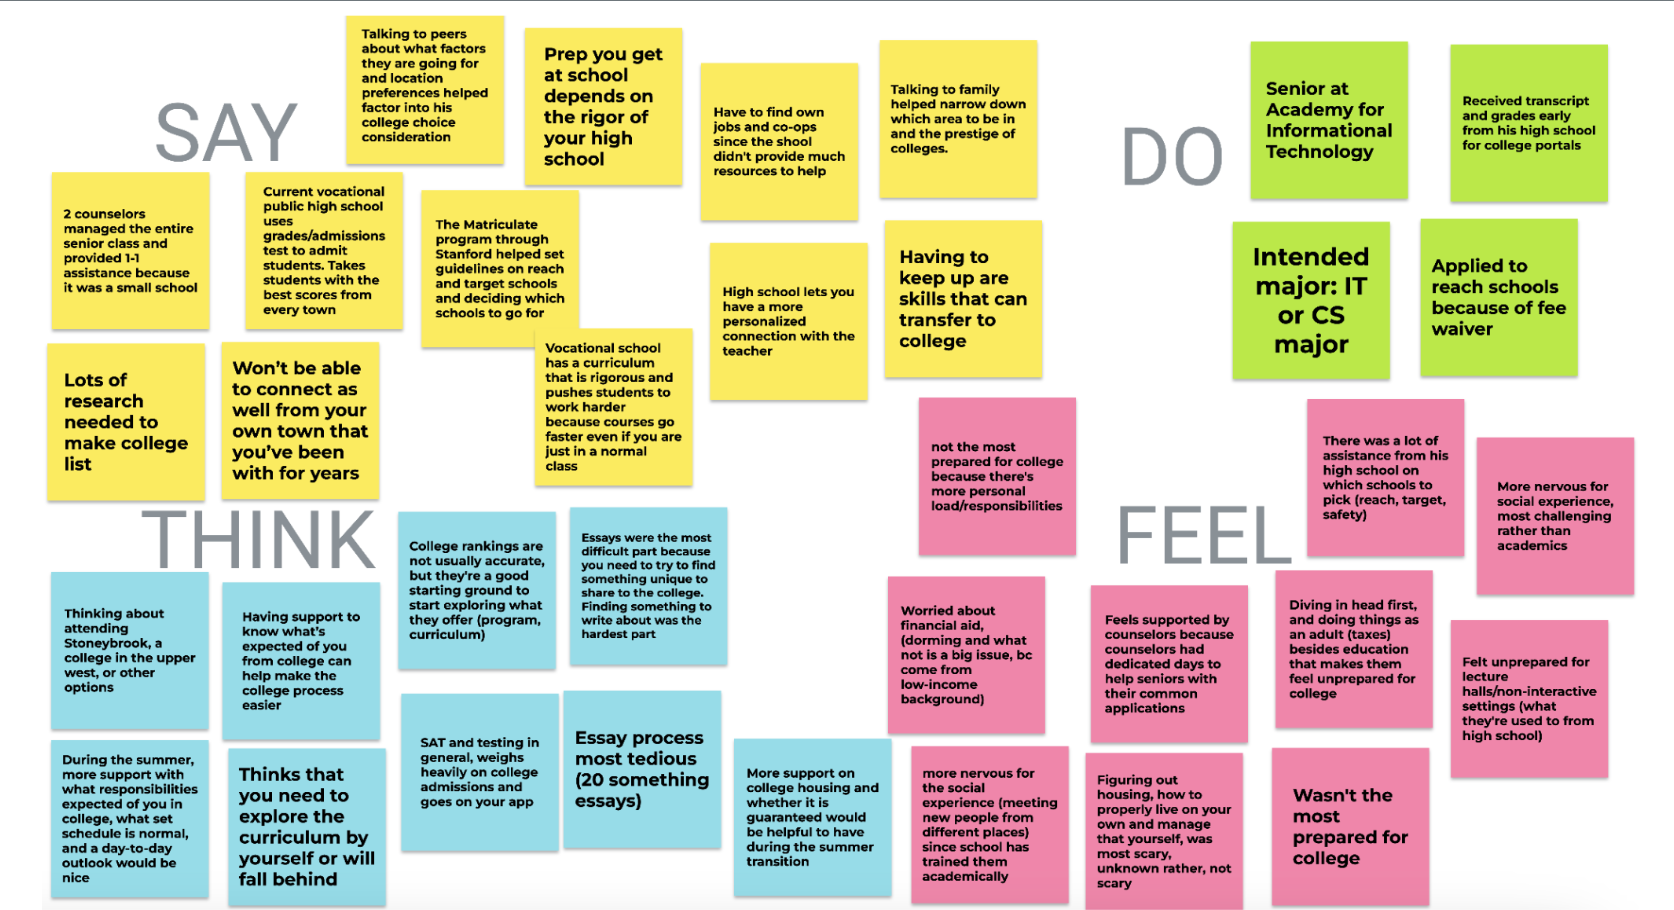 SAY
Talking to peers
about what factors
they are going for
and location
preferences helped
factor into his
college choice
consideration
Prep you get
at school
depends on
the rigor of
your high
school
Have to find own
jobs and co-ops
since the shool
didn't provide much
resources to help
Talking to family
helped narrow down
which area to be in
and the prestige of
colleges.
2 counselors
managed the entire
senior class and
provided 1-1
assistance because
it was a small school
Current vocational
public high school
uses
grades/admissions
test to admit
students. Takes
students with the
best scores from
every town
The Matriculate
program through
Stanford helped set
guidelines on reach
and target schools
and deciding which
schools to go for
High school lets you
have a more
personalized
connection with the
teacher
Having to
keep up are
skills that can
transfer to
college
Lots of
research
needed to
make college
list
Won't be able
to connect as
well from your
own town that
you've been
with for years
Vocational school
has a curriculum
that is rigorous and
pushes students to
work harder
because courses go
faster even if you are
just in a normal
class
DO
Senior at
Academy for
Informational
Technology
Received transcript
and grades early
from his high school
for college portals
Intended
major: IT
or CS
major
Applied to
reach schools
because of fee
waiver
THINK
College rankings are
not usually accurate,
but they're a good
starting ground to
start exploring what
they offer (program,
curriculum)
Essays were the most
difficult part because
you need to try to find
something unique to
share to the college.
Finding something to
write about was the
hardest part
Thinking about
attending
Stoneybrook, a
college in the upper
west, or other
options
Having support to
know what's
expected of you
from college can
help make the
college process
easier
SAT and testing in
general, weighs
heavily on college
admissions and
goes on your app
Essay process
most tedious
(20 something
essays)
During the summer,
more support with
what responsibilities
expected of you in
college, what set
schedule is normal,
and a day-to-day
outlook would be
nice
Thinks that
you need to
explore the
curriculum by
yourself or will
fall behind
More support on
college housing and
whether it is
guaranteed would
be helpful to have
during the summer
transition
FEEL
not the most
prepared for college
because there's
more personal
load/responsibilities
There was a lot of
assistance from his
high school on
which schools to
pick (reach, target,
safety)
More nervous for
social experience,
most challenging
rather than
academics
Worried about
financial aid,
(dorming and what
not is a big issue, bc
come from
low-income
background)
Feels supported by
counselors because
counselors had
dedicated days to
help seniors with
their common
applications
Diving in head first,
and doing things as
an adult (taxes)
besides education
that makes them
feel unprepared for
college
Felt unprepared for
lecture
halls/non-interactive
settings (what
they're used to from
high school)
more nervous for
the social
experience (meeting
new people from
different places)
since school has
trained them
academically
Figuring out
housing, how to
properly live on your
own and manage
that yourself, was
most scary,
unknown rather, not
scary
Wasn't the
most
prepared for
college